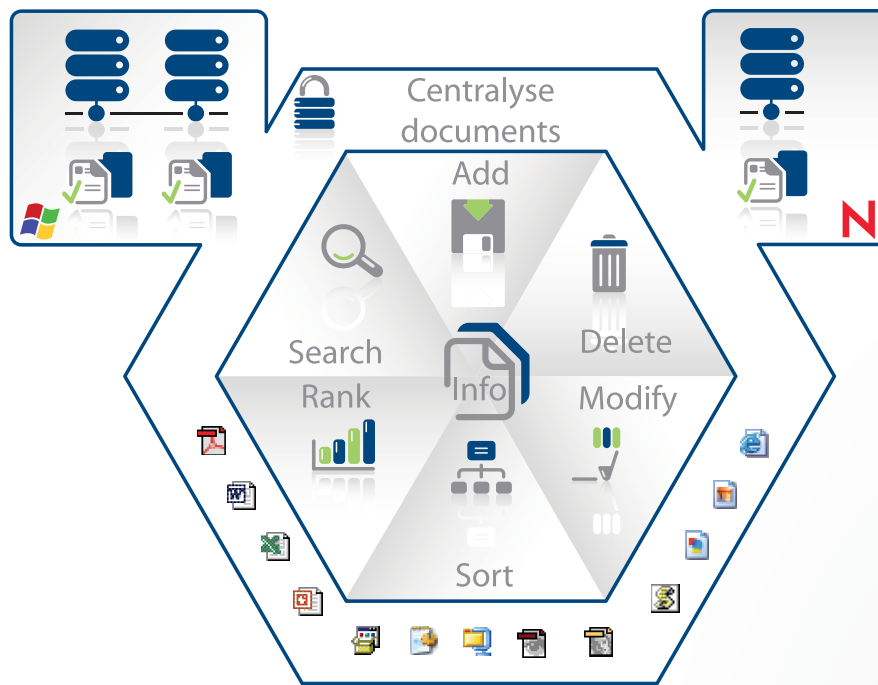 Centralyse
documents
Add
Search
Delete
Info
Rank
Modify
Sort
N